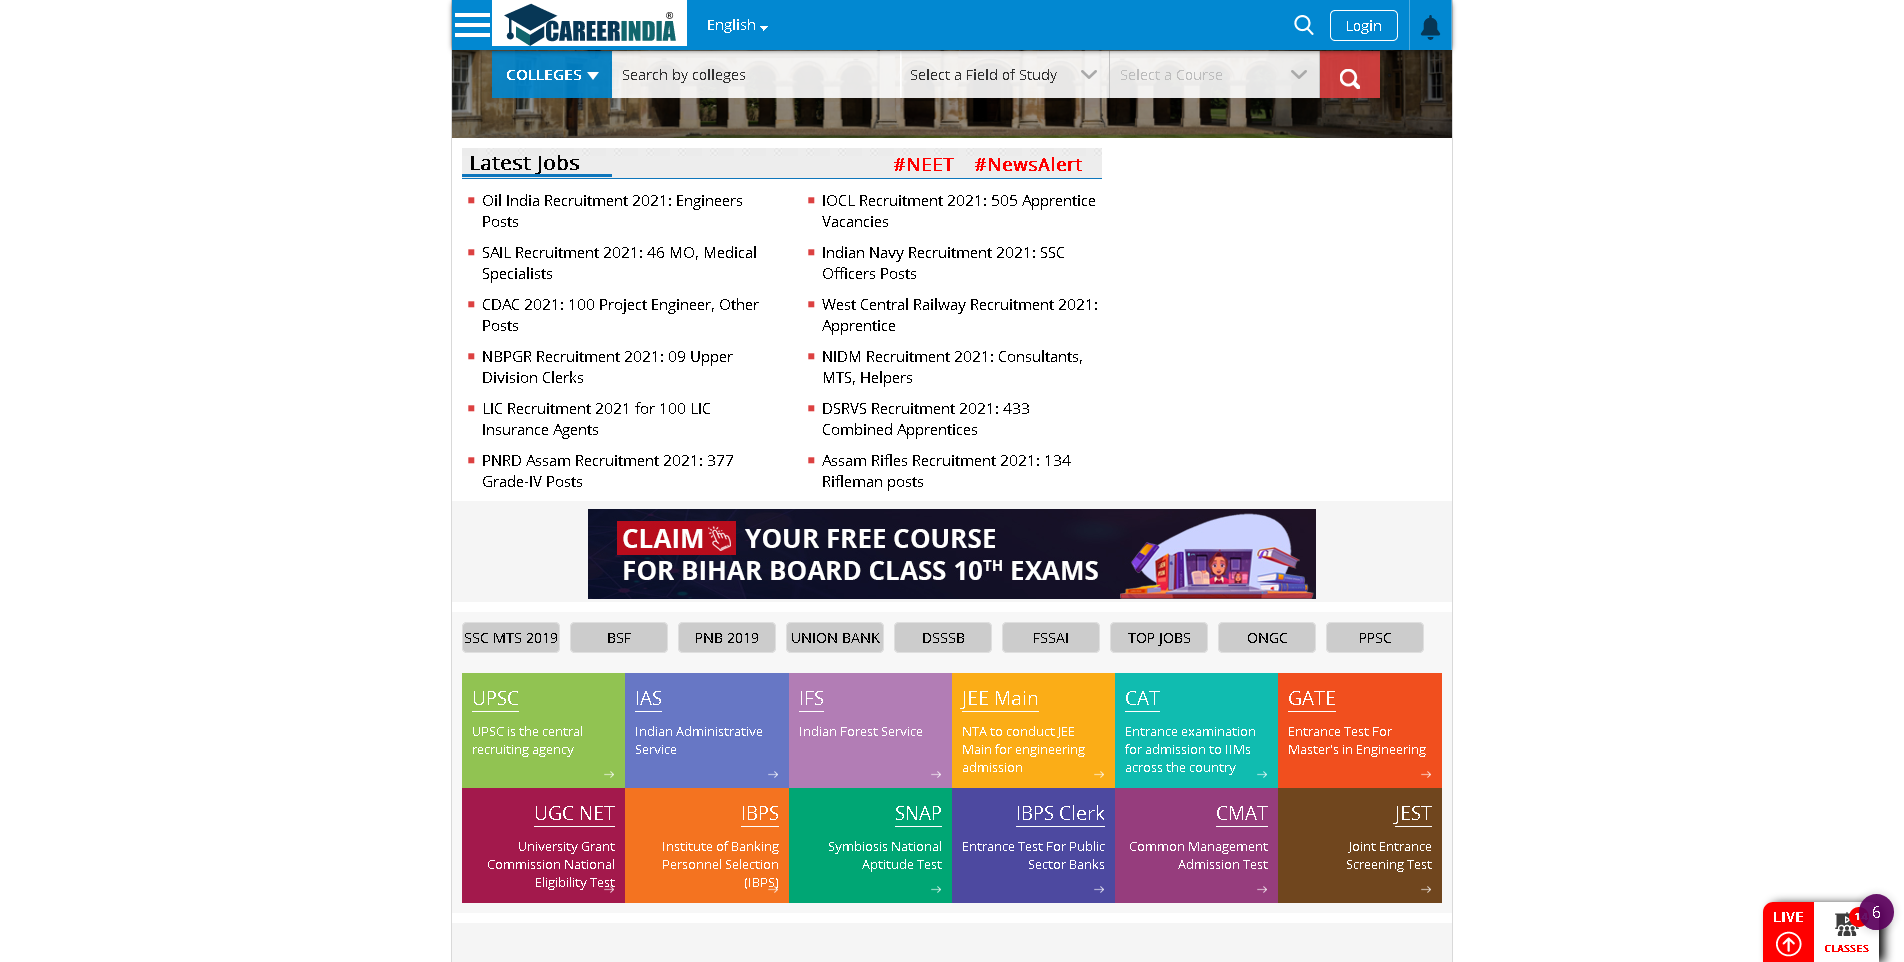 CAREERINDIA®
English
Login
COLLEGES
Search by colleges
Select a Field of Study
Select a Course
Latest Jobs
#NEET #NewsAlert
Oil India Recruitment 2021: Engineers
Posts
IOCL Recruitment 2021: 505 Apprentice
Vacancies
SAIL Recruitment 2021: 46 MO, Medical
Specialists
Indian Navy Recruitment 2021: SSC
Officers Posts
CDAC 2021: 100 Project Engineer, Other
Posts
West Central Railway Recruitment 2021:
Apprentice
NBPGR Recruitment 2021: 09 Upper
Division Clerks
NIDM Recruitment 2021: Consultants,
MTS, Helpers
LIC Recruitment 2021 for 100 LIC
Insurance Agents
DSRVS Recruitment 2021: 433
Combined Apprentices
PNRD Assam Recruitment 2021: 377
Grade-IV Posts
Assam Rifles Recruitment 2021: 134
Rifleman posts
CLAIM YOUR FREE COURSE
FOR BIHAR BOARD CLASS 10TH EXAMS
SSC MTS 2019
BSF
PNB 2019
UNION BANK
DSSSB
FSSAI
TOP JOBS
ONGC
PPSC
UPSC
UPSC is the central
recruiting agency
IAS
Indian Administrative
Service
IFS
Indian Forest Service
JEE Main
NTA to conduct JEE
Main for engineering
admission
CAT
Entrance examination
for admission to IIMs
across the country
GATE
Entrance Test For
Master's in Engineering
UGC NET
University Grant
Commission National
Eligibility Test
IBPS
Institute of Banking
Personnel Selection
(IBPS)
SNAP
Symbiosis National
Aptitude Test
IBPS Clerk
Entrance Test For Public
Sector Banks
CMAT
Common Management
Admission Test
JEST
Joint Entrance
Screening Test
LIVE
6
CLASSES